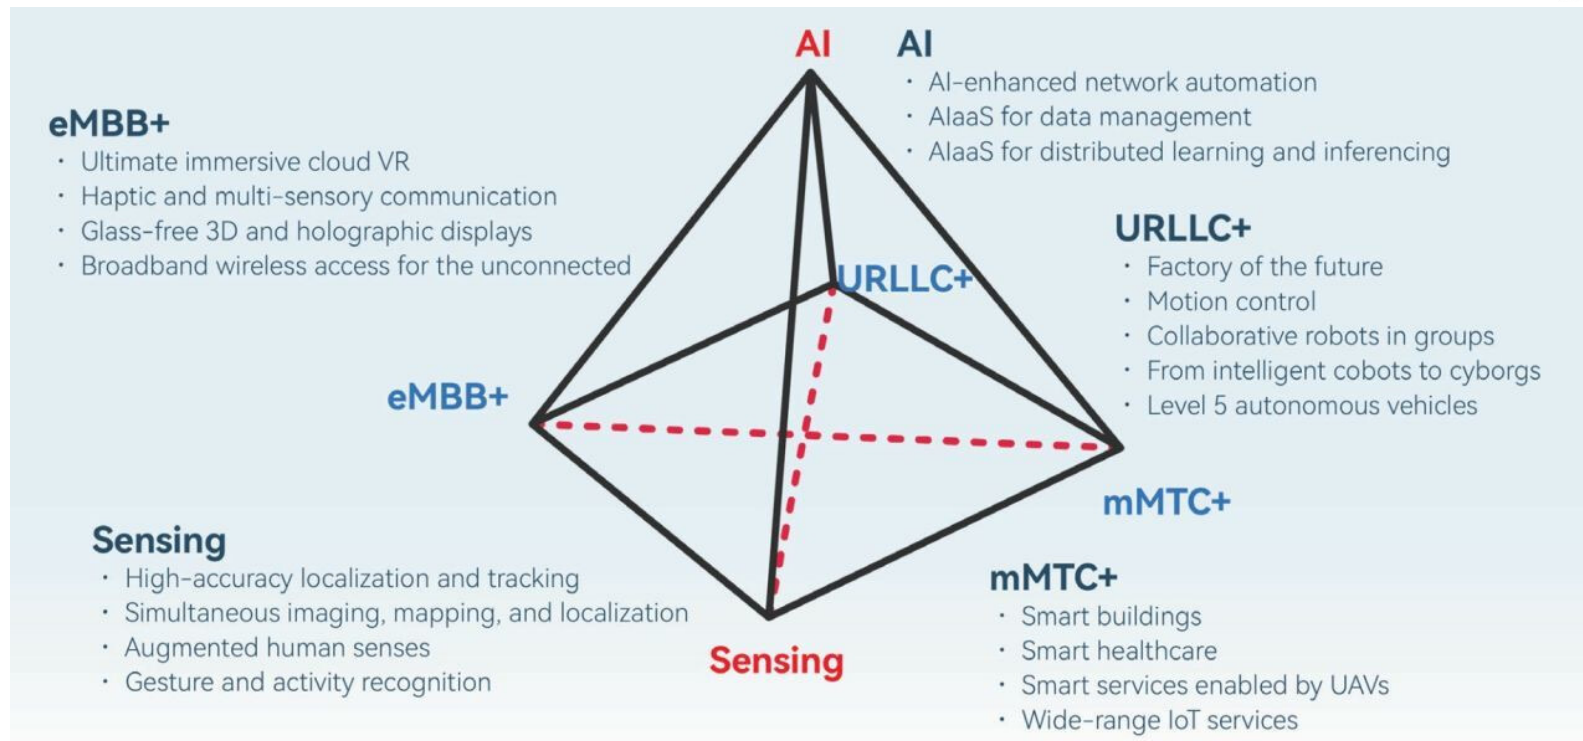 AI
AI
· AI-enhanced network automation
· AIaaS for data management
· AIaaS for distributed learning and inferencing
eMBB+
· Ultimate immersive cloud VR
· Haptic and multi-sensory communication
· Glass-free 3D and holographic displays
· Broadband wireless access for the unconnected
URLLC+
· Factory of the future
· Motion control
· Collaborative robots in groups
· From intelligent cobots to cyborgs
· Level 5 autonomous vehicles
URLLC+
eMBB+
mMTC+
Sensing
· High-accuracy localization and tracking
· Simultaneous imaging, mapping, and localization
· Augmented human senses
· Gesture and activity recognition
Sensing
mMTC+
· Smart buildings
· Smart healthcare
· Smart services enabled by UAVs
· Wide-range IoT services